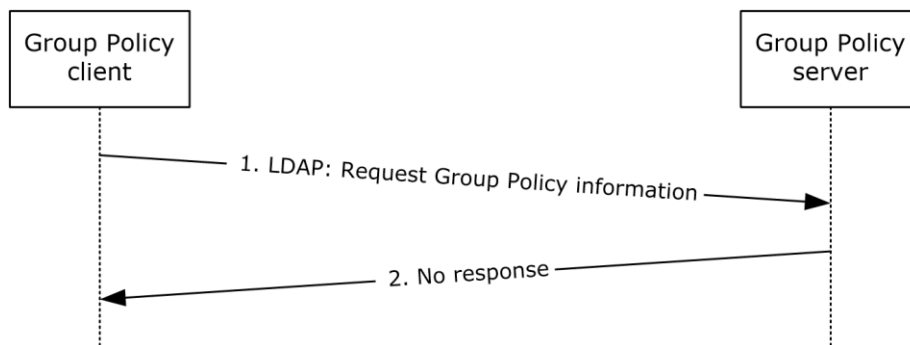 Group Policy
client
Group Policy
server
1. LDAP: Request Group Policy information
2. No response